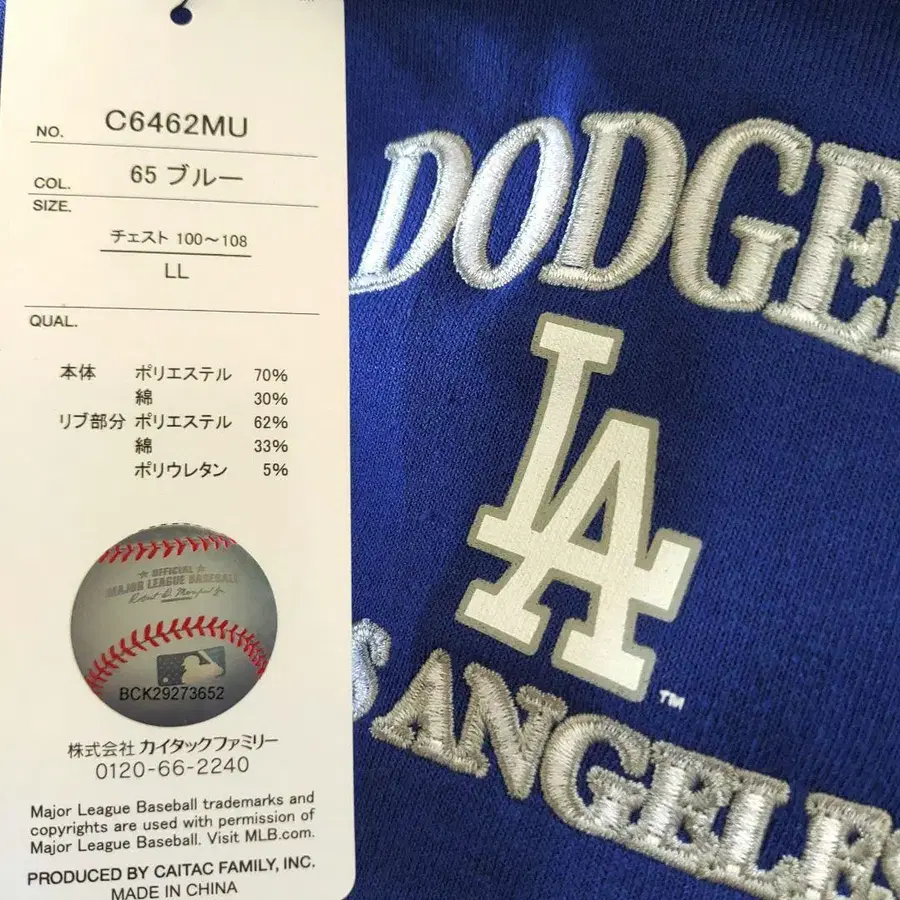 NO. C6462MU
COL. 65 ブルー
SIZE.
チェスト 100～108
LL
QUAL.
本体 ポリエステル 70%
綿 30%
リブ部分 ポリエステル 62%
綿 33%
ポリウレタン 5%
OFFICIAL
MAJOR LEAGUE BASEBALL
BCK29273652
株式会社 カイタックファミリー
0120-66-2240
Major League Baseball trademarks and
copyrights are used with permission of
Major League Baseball. Visit MLB.com.
PRODUCED BY CAITAC FAMILY, INC.
MADE IN CHINA
DODGE
LA
TM
S ANGELES